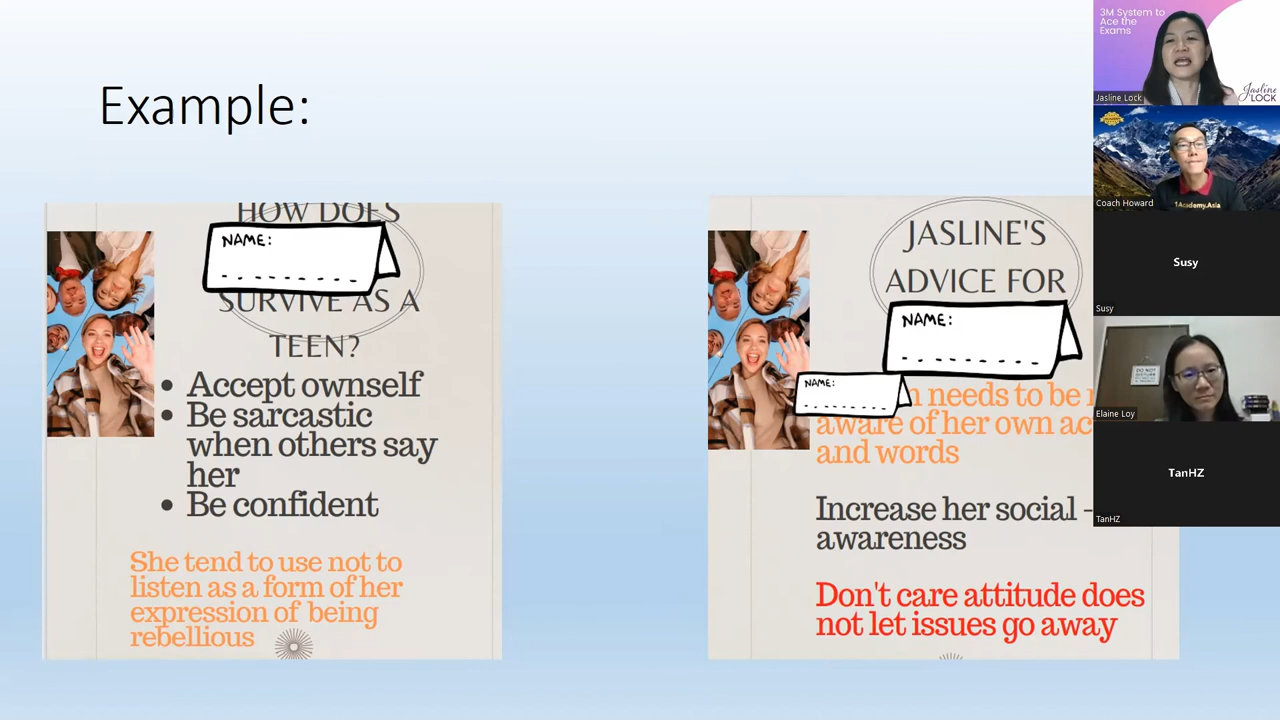 Example:
HOW DOES
NAME:
SURVIVE AS A
TEEN?
• Accept ownself
• Be sarcastic
when others say
her
• Be confident
She tend to use not to
listen as a form of her
expression of being
rebellious
JASLINE'S
ADVICE FOR
NAME:
NAME:
needs to be
aware of her own
and words
Increase her social -
awareness
Don't care attitude does
not let issues go away
3M System to
Ace the
Exams
Jasline
LOCK
Jasline Lock
1Academy.Asia
Coach Howard
Susy
Susy
DO NOT
DISTURB
Elaine Loy
TanHZ
TanHZ